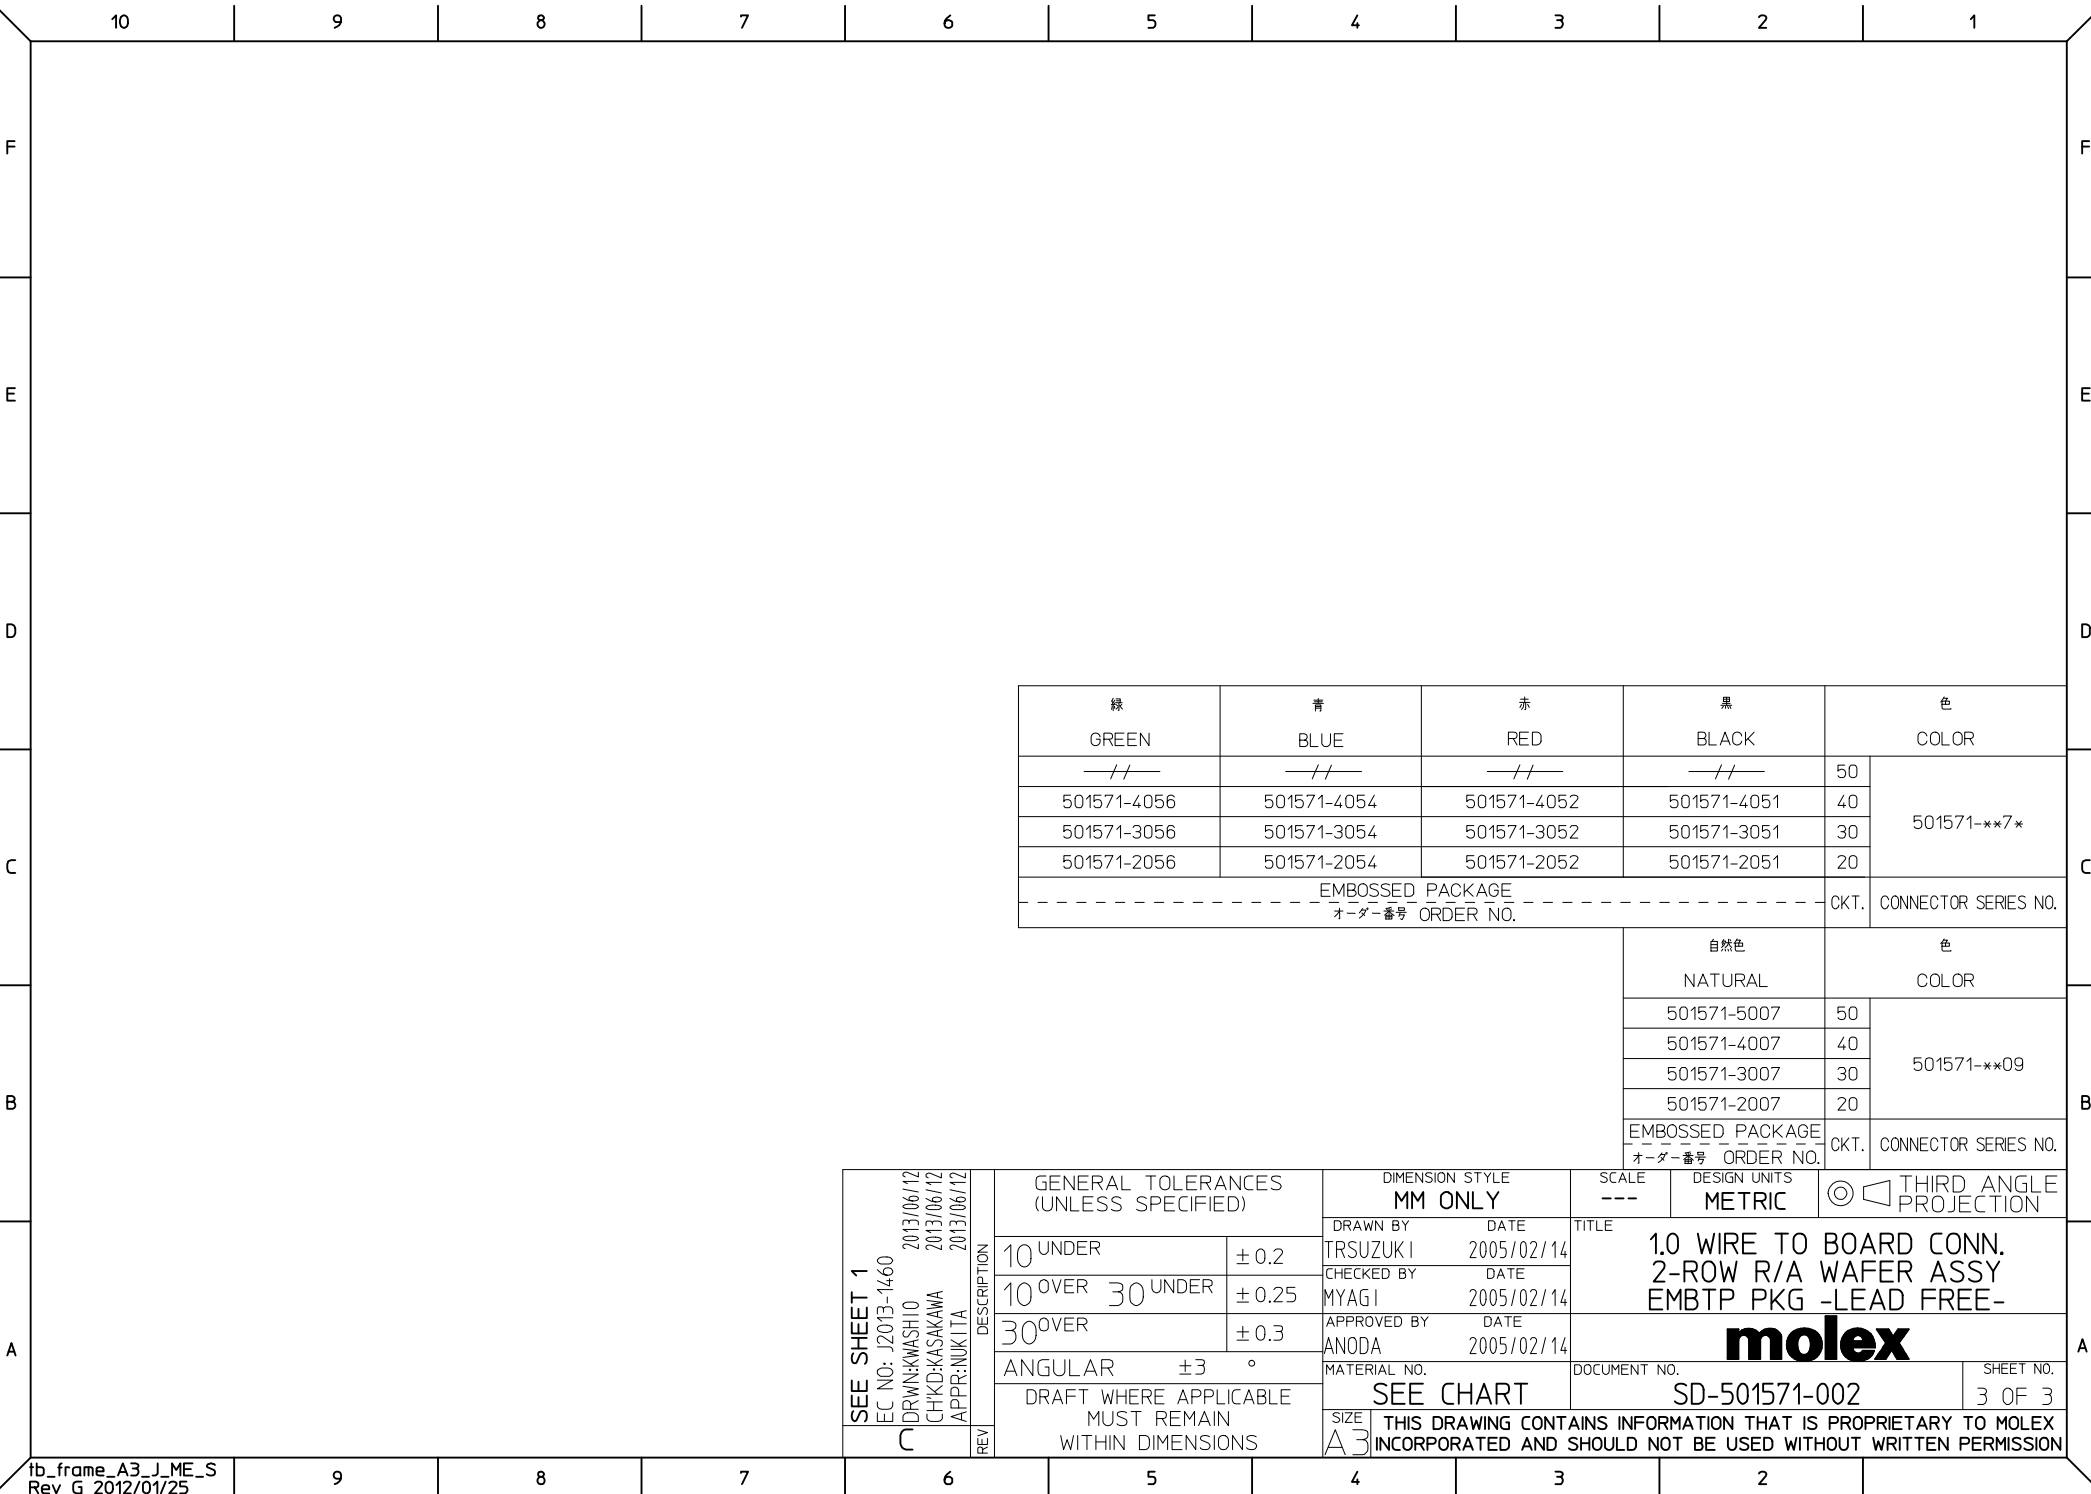 10 9 8 7 6 5 4 3 2 1
F F
E E
D D
C C
B B
A A
緑 青 赤 黒 色
GREEN BLUE RED BLACK COLOR
50
501571-4056 501571-4054 501571-4052 501571-4051 40
501571-3056 501571-3054 501571-3052 501571-3051 30
501571-**7*
501571-2056 501571-2054 501571-2052 501571-2051 20
EMBOSSED PACKAGE
オーダー番号 ORDER NO.
CKT. CONNECTOR SERIES NO.
自然色 色
NATURAL COLOR
501571-5007 50
501571-4007 40
501571-**09
501571-3007 30
501571-2007 20
EMBOSSED PACKAGE
オーダー番号 ORDER NO.
CKT. CONNECTOR SERIES NO.
SEE SHEET 1
EC NO: J2013-1460
DRWN:KWASHIO 2013/06/12
CH'KD:KASAKAWA 2013/06/12
APPR:NUKITA 2013/06/12
DESCRIPTION
C
REV
GENERAL TOLERANCES
(UNLESS SPECIFIED)
10 UNDER ±0.2
10 OVER 30 UNDER ±0.25
30 OVER ±0.3
ANGULAR ±3 °
DRAFT WHERE APPLICABLE
MUST REMAIN
WITHIN DIMENSIONS
DIMENSION STYLE
MM ONLY
SCALE
---
DESIGN UNITS
METRIC
THIRD ANGLE
PROJECTION
DRAWN BY DATE
TRSUZUKI 2005/02/14
CHECKED BY DATE
MYAGI 2005/02/14
APPROVED BY DATE
ANODA 2005/02/14
TITLE
1.0 WIRE TO BOARD CONN.
2-ROW R/A WAFER ASSY
EMBTP PKG -LEAD FREE-
molex
MATERIAL NO.
SEE CHART
DOCUMENT NO.
SD-501571-002
SHEET NO.
3 OF 3
SIZE
A3
THIS DRAWING CONTAINS INFORMATION THAT IS PROPRIETARY TO MOLEX
INCORPORATED AND SHOULD NOT BE USED WITHOUT WRITTEN PERMISSION
tb_frame_A3_J_ME_S
Rev G 2012/01/25
9 8 7 6 5 4 3 2